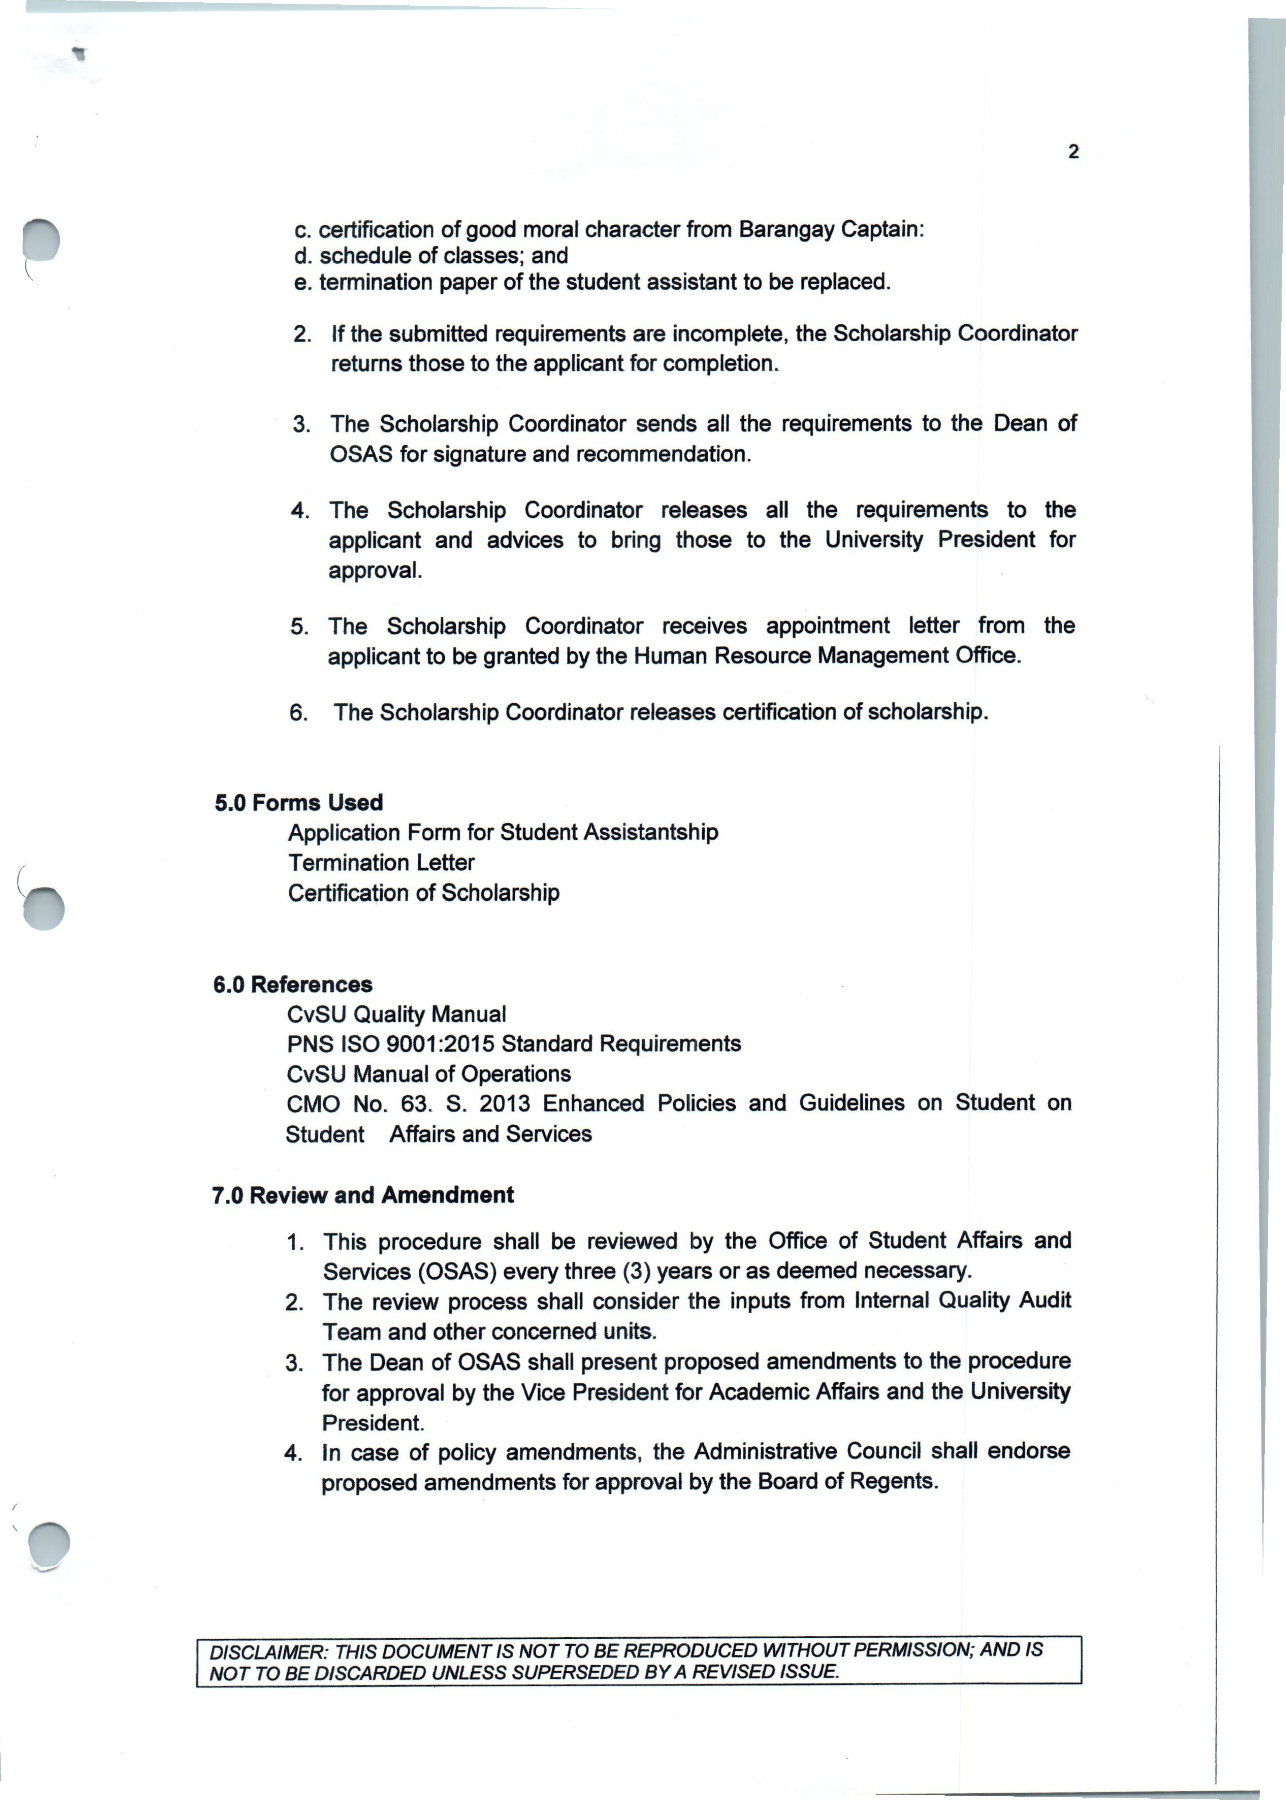 2
c. certification of good moral character from Barangay Captain:
d. schedule of classes; and
e. termination paper of the student assistant to be replaced.
2. If the submitted requirements are incomplete, the Scholarship Coordinator
returns those to the applicant for completion.
3. The Scholarship Coordinator sends all the requirements to the Dean of
OSAS for signature and recommendation.
4. The Scholarship Coordinator releases all the requirements to the
applicant and advices to bring those to the University President for
approval.
5. The Scholarship Coordinator receives appointment letter from the
applicant to be granted by the Human Resource Management Office.
6. The Scholarship Coordinator releases certification of scholarship.
5.0 Forms Used
Application Form for Student Assistantship
Termination Letter
Certification of Scholarship
6.0 References
CvSU Quality Manual
PNS ISO 9001:2015 Standard Requirements
CvSU Manual of Operations
CMO No. 63. S. 2013 Enhanced Policies and Guidelines on Student on
Student Affairs and Services
7.0 Review and Amendment
1. This procedure shall be reviewed by the Office of Student Affairs and
Services (OSAS) every three (3) years or as deemed necessary.
2. The review process shall consider the inputs from Internal Quality Audit
Team and other concerned units.
3. The Dean of OSAS shall present proposed amendments to the procedure
for approval by the Vice President for Academic Affairs and the University
President.
4. In case of policy amendments, the Administrative Council shall endorse
proposed amendments for approval by the Board of Regents.
DISCLAIMER: THIS DOCUMENT IS NOT TO BE REPRODUCED WITHOUT PERMISSION; AND IS
NOT TO BE DISCARDED UNLESS SUPERSEDED BY A REVISED ISSUE.